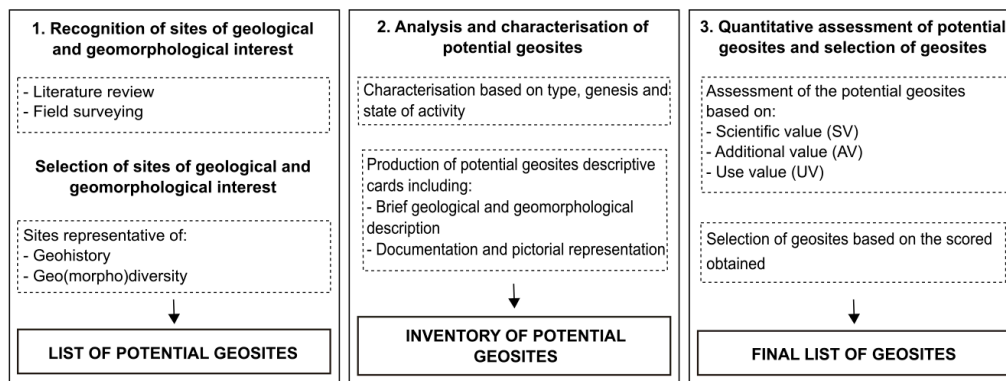 1. Recognition of sites of geological
and geomorphological interest
- Literature review
- Field surveying
Selection of sites of geological and
geomorphological interest
Sites representative of:
- Geohistory
- Geo(morpho)diversity
LIST OF POTENTIAL GEOSITES
2. Analysis and characterisation of
potential geosites
Characterisation based on type, genesis and
state of activity
Production of potential geosites descriptive
cards including:
- Brief geological and geomorphological
description
- Documentation and pictorial representation
INVENTORY OF POTENTIAL
GEOSITES
3. Quantitative assessment of potential
geosites and selection of geosites
Assessment of the potential geosites
based on:
- Scientific value (SV)
- Additional value (AV)
- Use value (UV)
Selection of geosites based on the scored
obtained
FINAL LIST OF GEOSITES